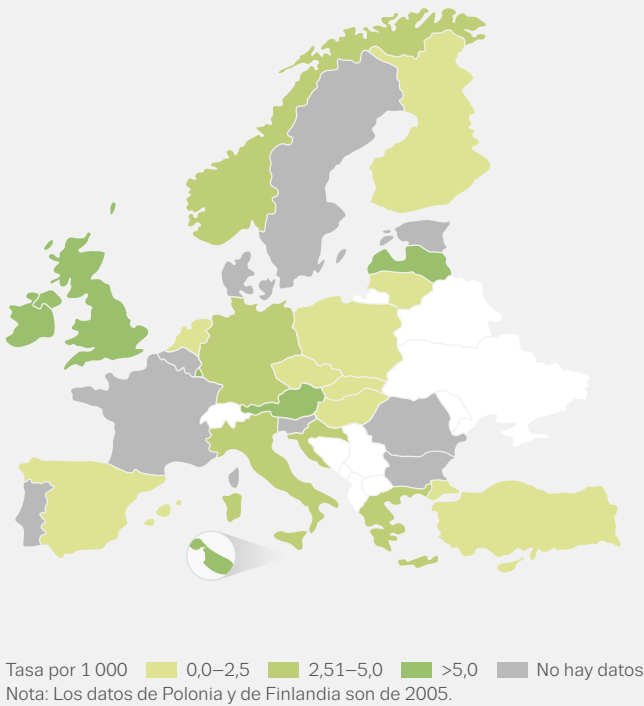 Tasa por 1 000 0,0–2,5 2,51–5,0 >5,0 No hay datos
Nota: Los datos de Polonia y de Finlandia son de 2005.